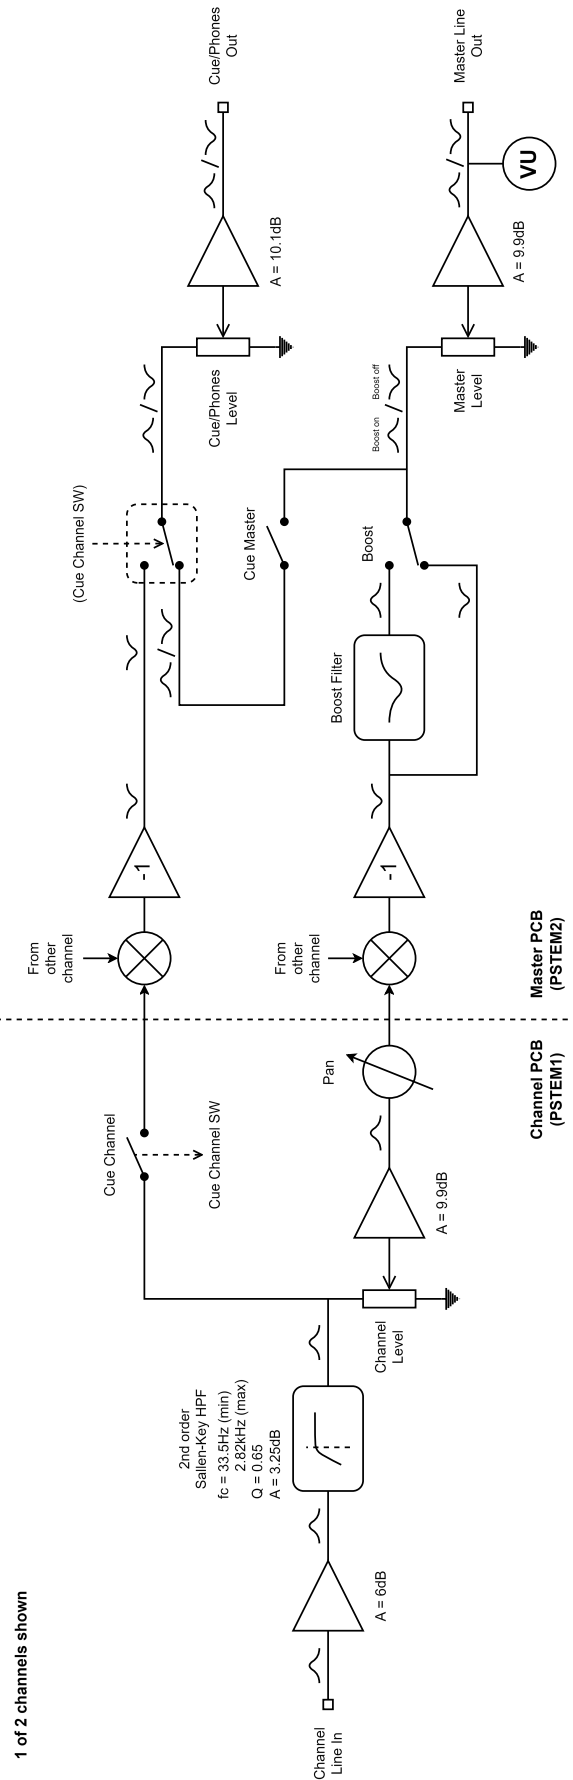 1 of 2 channels shown
Channel
Line In
A = 6dB
2nd order
Sallen-Key HPF
fc = 33.5Hz (min)
2.82kHz (max)
Q = 0.65
A = 3.25dB
Channel
Level
A = 9.9dB
Cue Channel
Cue Channel SW
Pan
Channel PCB
(PSTEM1)
Master PCB
(PSTEM2)
From
other
channel
-1
From
other
channel
-1
Boost Filter
Boost
Cue Master
(Cue Channel SW)
Boost on
Boost off
Cue/Phones
Level
A = 10.1dB
Cue/Phones
Out
Master
Level
A = 9.9dB
VU
Master Line
Out